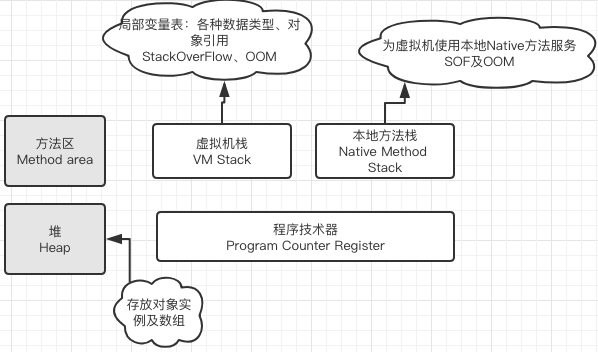 局部变量表：各种数据类型、对
象引用
StackOverFlow、OOM
为虚拟机使用本地Native方法服务
SOF及OOM
方法区
Method area
虚拟机栈
VM Stack
本地方法栈
Native Method
Stack
堆
Heap
程序技术器
Program Counter Register
存放对象实
例及数组